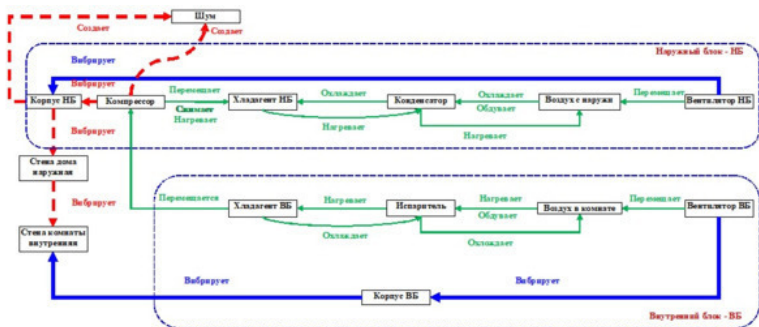 Шум
Создает
Создает
Вибрирует
Наружный блок - НБ
Вибрирует
Перемещает
Охлаждает
Охлаждает
Перемещает
Корпус НБ
Компрессор
Хладагент НБ
Конденсатор
Воздух с наружи
Вентилятор НБ
Сжимает
Обдувает
Нагревает
Нагревает
Нагревает
Вибрирует
Стена дома
наружная
Перемещается
Нагревает
Нагревает
Перемешает
Вибрирует
Хладагент ВБ
Испаритель
Воздух в комнате
Вентилятор ВБ
Обдувает
Стена комнаты
внутренняя
Охлаждает
Охлождает
Вибрирует
Вибрирует
Корпус ВБ
Внутренний блок - ВБ